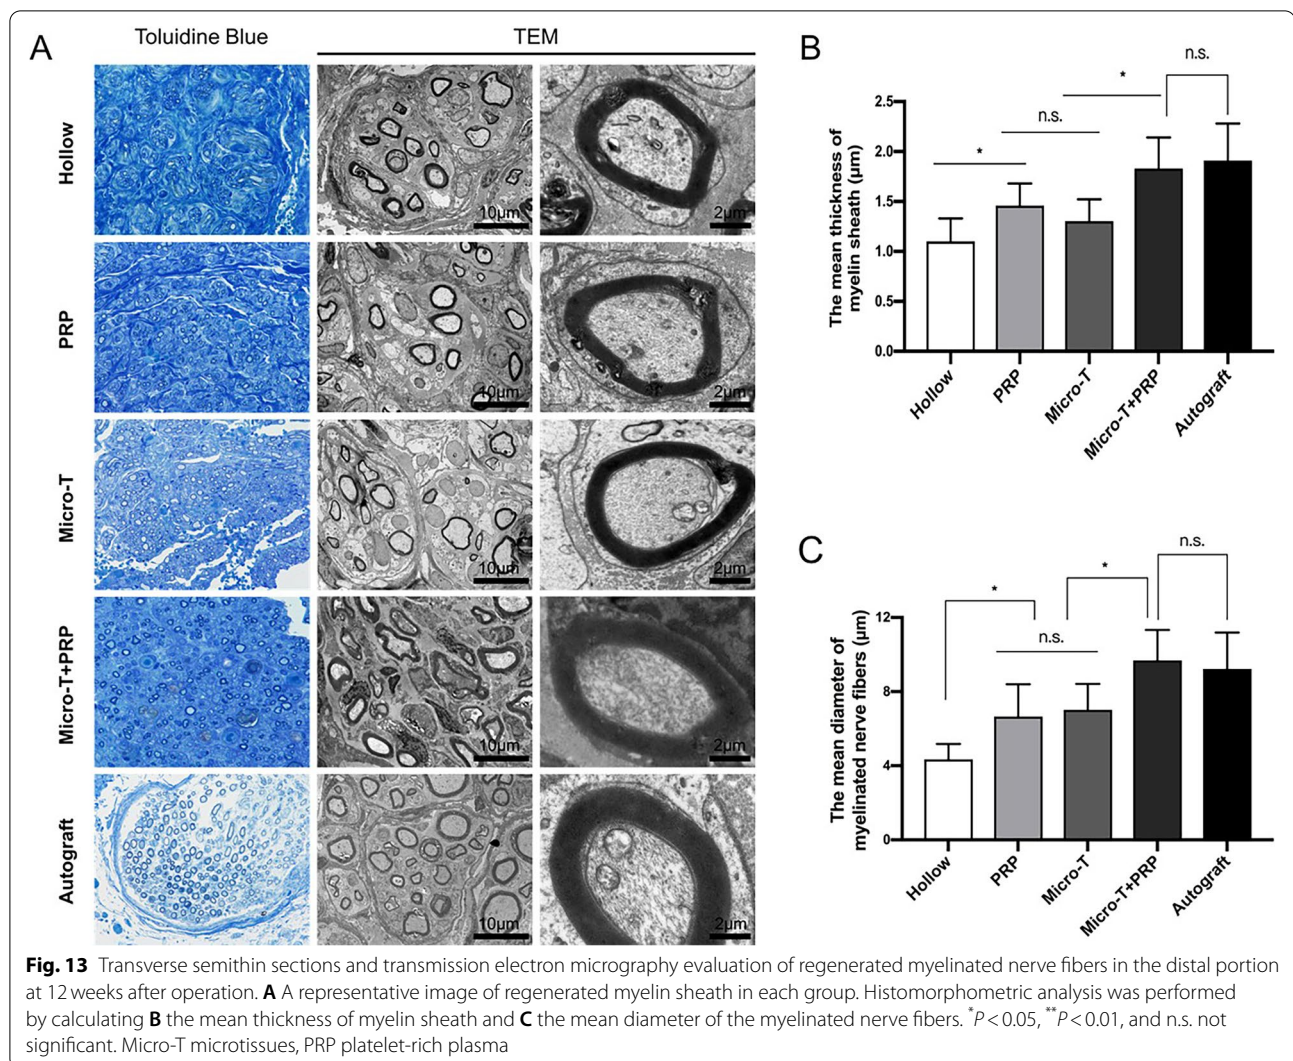 A
Toluidine Blue
TEM
Hollow
10μm
2μm
PRP
10μm
2μm
Micro-T
10μm
2μm
Micro-T+PRP
10μm
2μm
Autograft
10μm
2μm
B
n.s.
*
n.s.
*
The mean thickness of
myelin sheath (μm)
2.5
2.0
1.5
1.0
0.5
0.0
Hollow
PRP
Micro-T
Micro-T+PRP
Autograft
C
n.s.
*
*
n.s.
The mean diameter of
myelinated nerve fibers (μm)
12
8
4
0
Hollow
PRP
Micro-T
Micro-T+PRP
Autograft
Fig. 13 Transverse semithin sections and transmission electron micrography evaluation of regenerated myelinated nerve fibers in the distal portion
at 12 weeks after operation. A A representative image of regenerated myelin sheath in each group. Histomorphometric analysis was performed
by calculating B the mean thickness of myelin sheath and C the mean diameter of the myelinated nerve fibers. *P < 0.05, **P < 0.01, and n.s. not
significant. Micro-T microtissues, PRP platelet-rich plasma